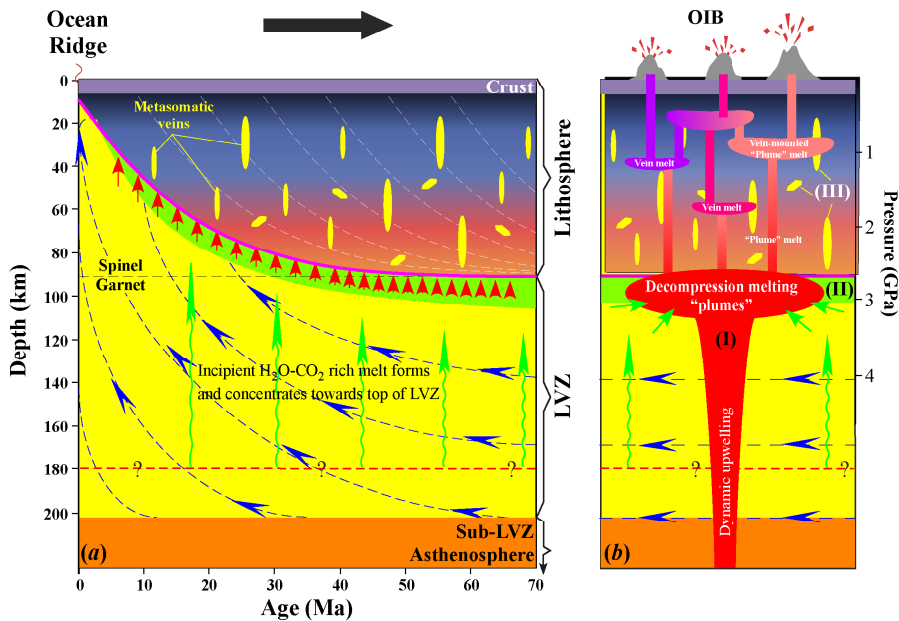 Ocean
Ridge
OIB
0
20
40
60
80
100
120
140
160
180
200
Depth (km)
Crust
Metasomatic
veins
Spinel
Garnet
Incipient H₂O-CO₂ rich melt forms
and concentrates towards top of LVZ
?
?
?
Sub-LVZ
Asthenosphere
(a)
0
10
20
30
40
50
60
70
Age (Ma)
Lithosphere
LVZ
Vein melt
Vein-modified
"Plume" melt
Vein melt
"Plume" melt
(III)
Decompression melting
"plumes"
(II)
(I)
Dynamic upwelling
?
?
(b)
1
2
3
4
Pressure (GPa)